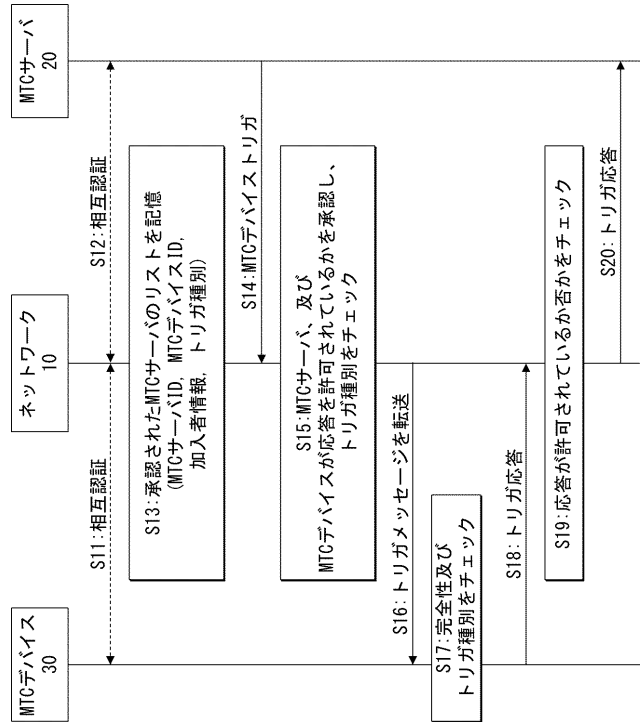 MTCデバイス
30
ネットワーク
10
MTCサーバ
20
S11:相互認証
S12:相互認証
S13:承認されたMTCサーバのリストを記憶
(MTCサーバID, MTCデバイスID,
加入者情報, トリガ種別)
S14:MTCデバイストリガ
S15:MTCサーバ、及び
MTCデバイスが応答を許可されているかを承認し、
トリガ種別をチェック
S16:トリガメッセージを転送
S17:完全性及び
トリガ種別をチェック
S18:トリガ応答
S19:応答が許可されているか否かをチェック
S20:トリガ応答